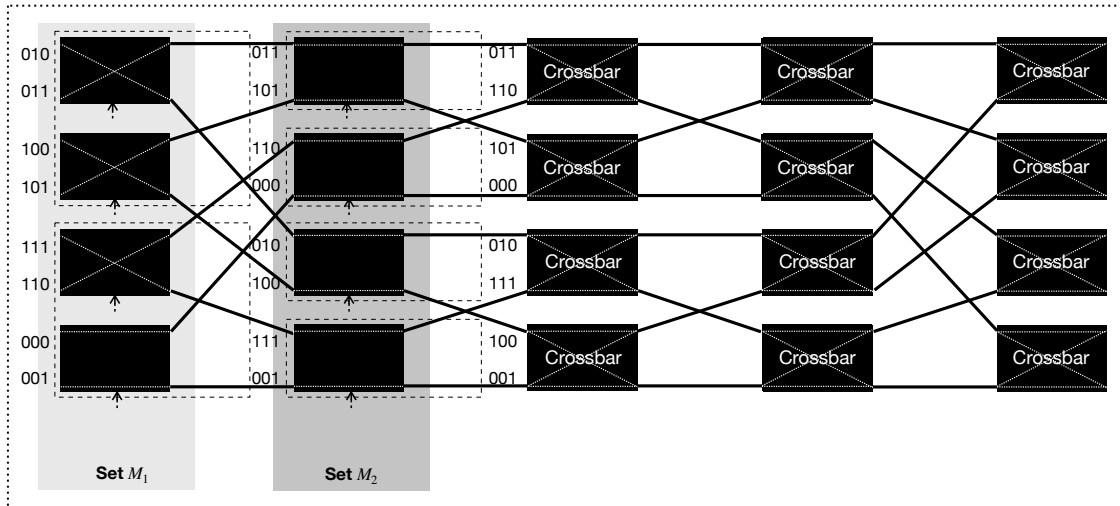 010 011 011
Crossbar Crossbar Crossbar
011 101 110
100 110 101
Crossbar Crossbar Crossbar
101 000 000
111 010 010
Crossbar Crossbar Crossbar
110 100 111
000 111 100
Crossbar Crossbar Crossbar
001 001 001
Set M₁ Set M₂